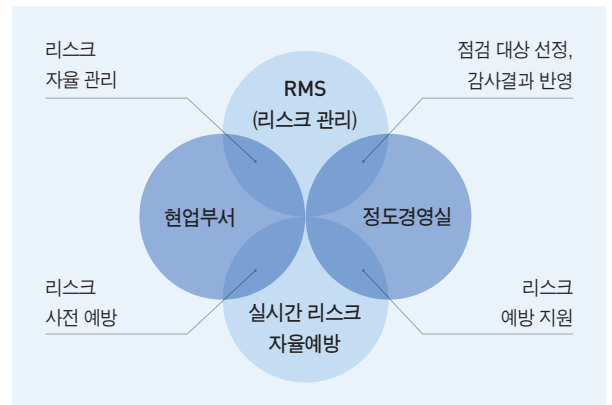 리스크
자율 관리
점검 대상 선정,
감사결과 반영
RMS
(리스크 관리)
현업부서
정도경영실
리스크
사전 예방
실시간 리스크
자율예방
리스크
예방 지원